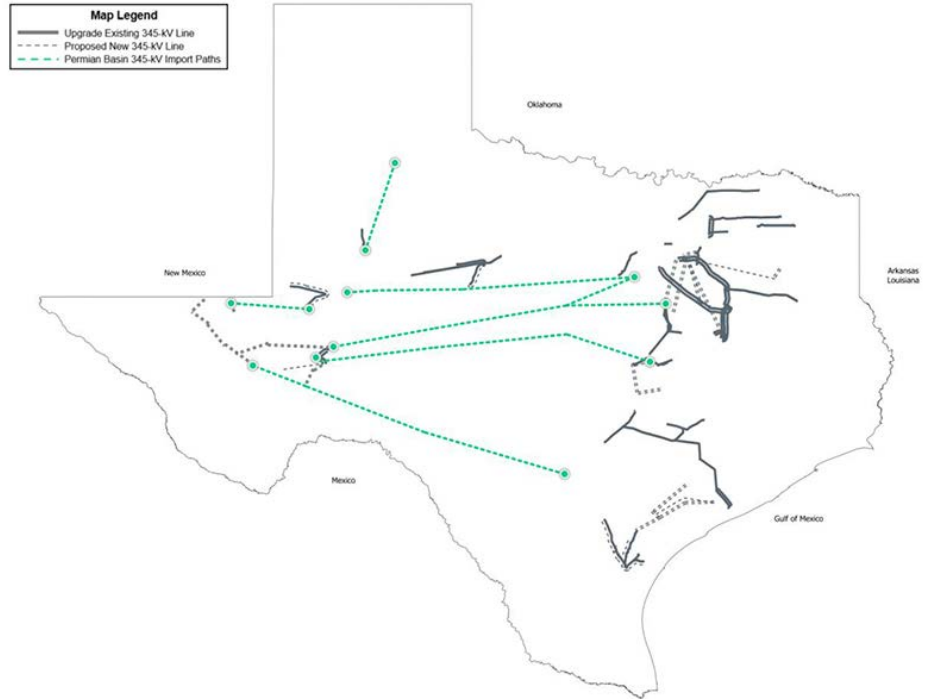 Map Legend
Upgrade Existing 345-kV Line
Proposed New 345-kV Line
Permian Basin 345-kV Import Paths
Oklahoma
New Mexico
Arkansas
Louisiana
Mexico
Gulf of Mexico